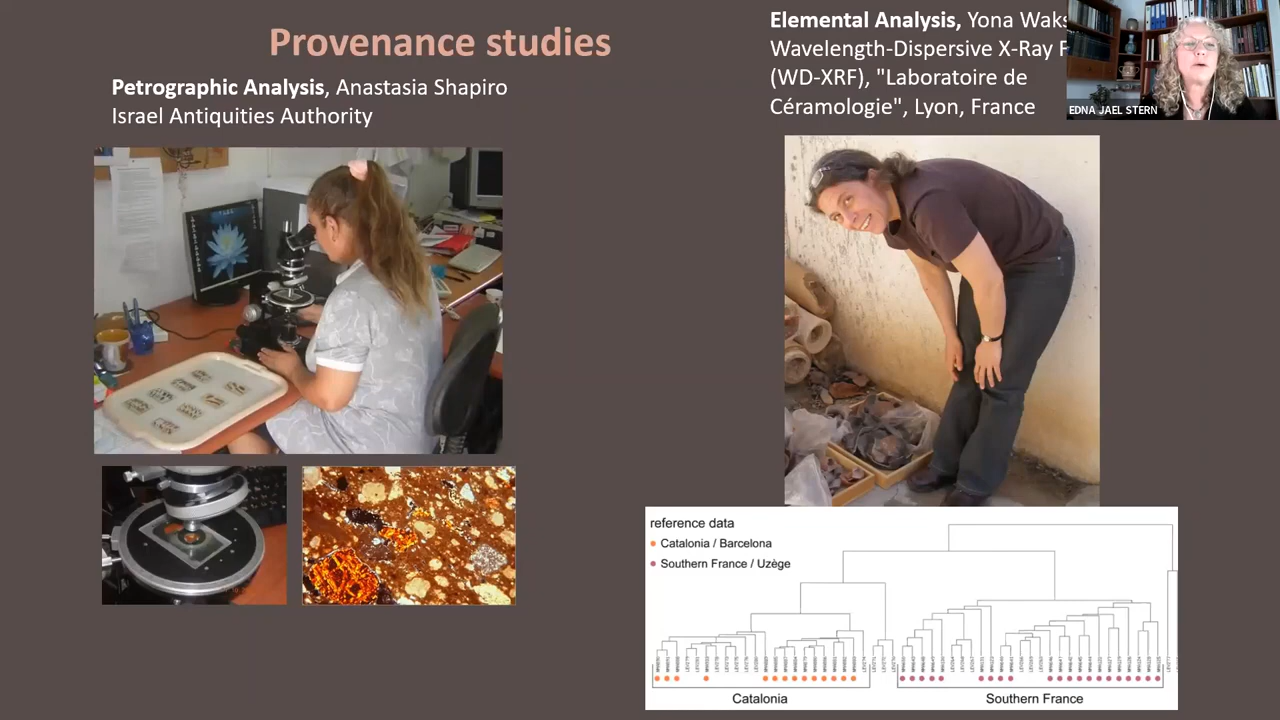 Provenance studies
Petrographic Analysis, Anastasia Shapiro
Israel Antiquities Authority
Elemental Analysis, Yona Waks
Wavelength-Dispersive X-Ray F
(WD-XRF), "Laboratoire de
Céramologie", Lyon, France
EDNA JAEL STERN
reference data
Catalonia / Barcelona
Southern France / Uzège
Catalonia
Southern France